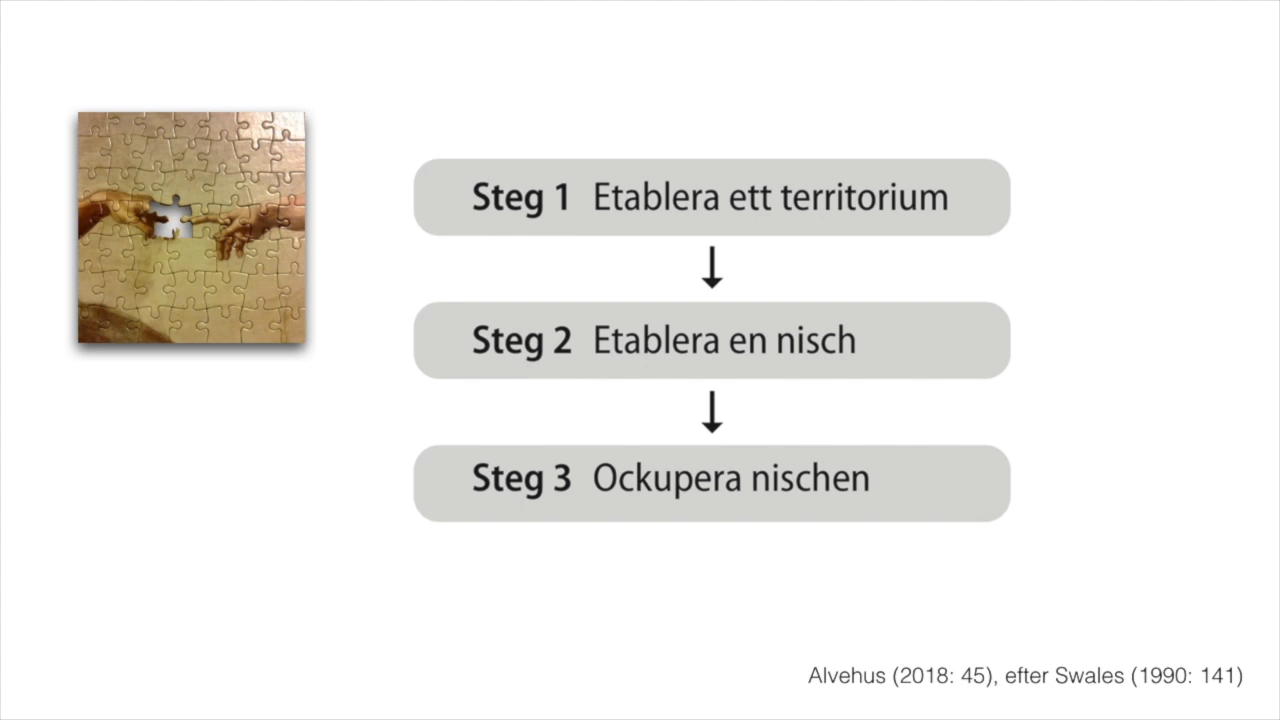 Steg 1 Etablera ett territorium
Steg 2 Etablera en nisch
Steg 3 Ockupera nischen
Alvehus (2018: 45), efter Swales (1990: 141)